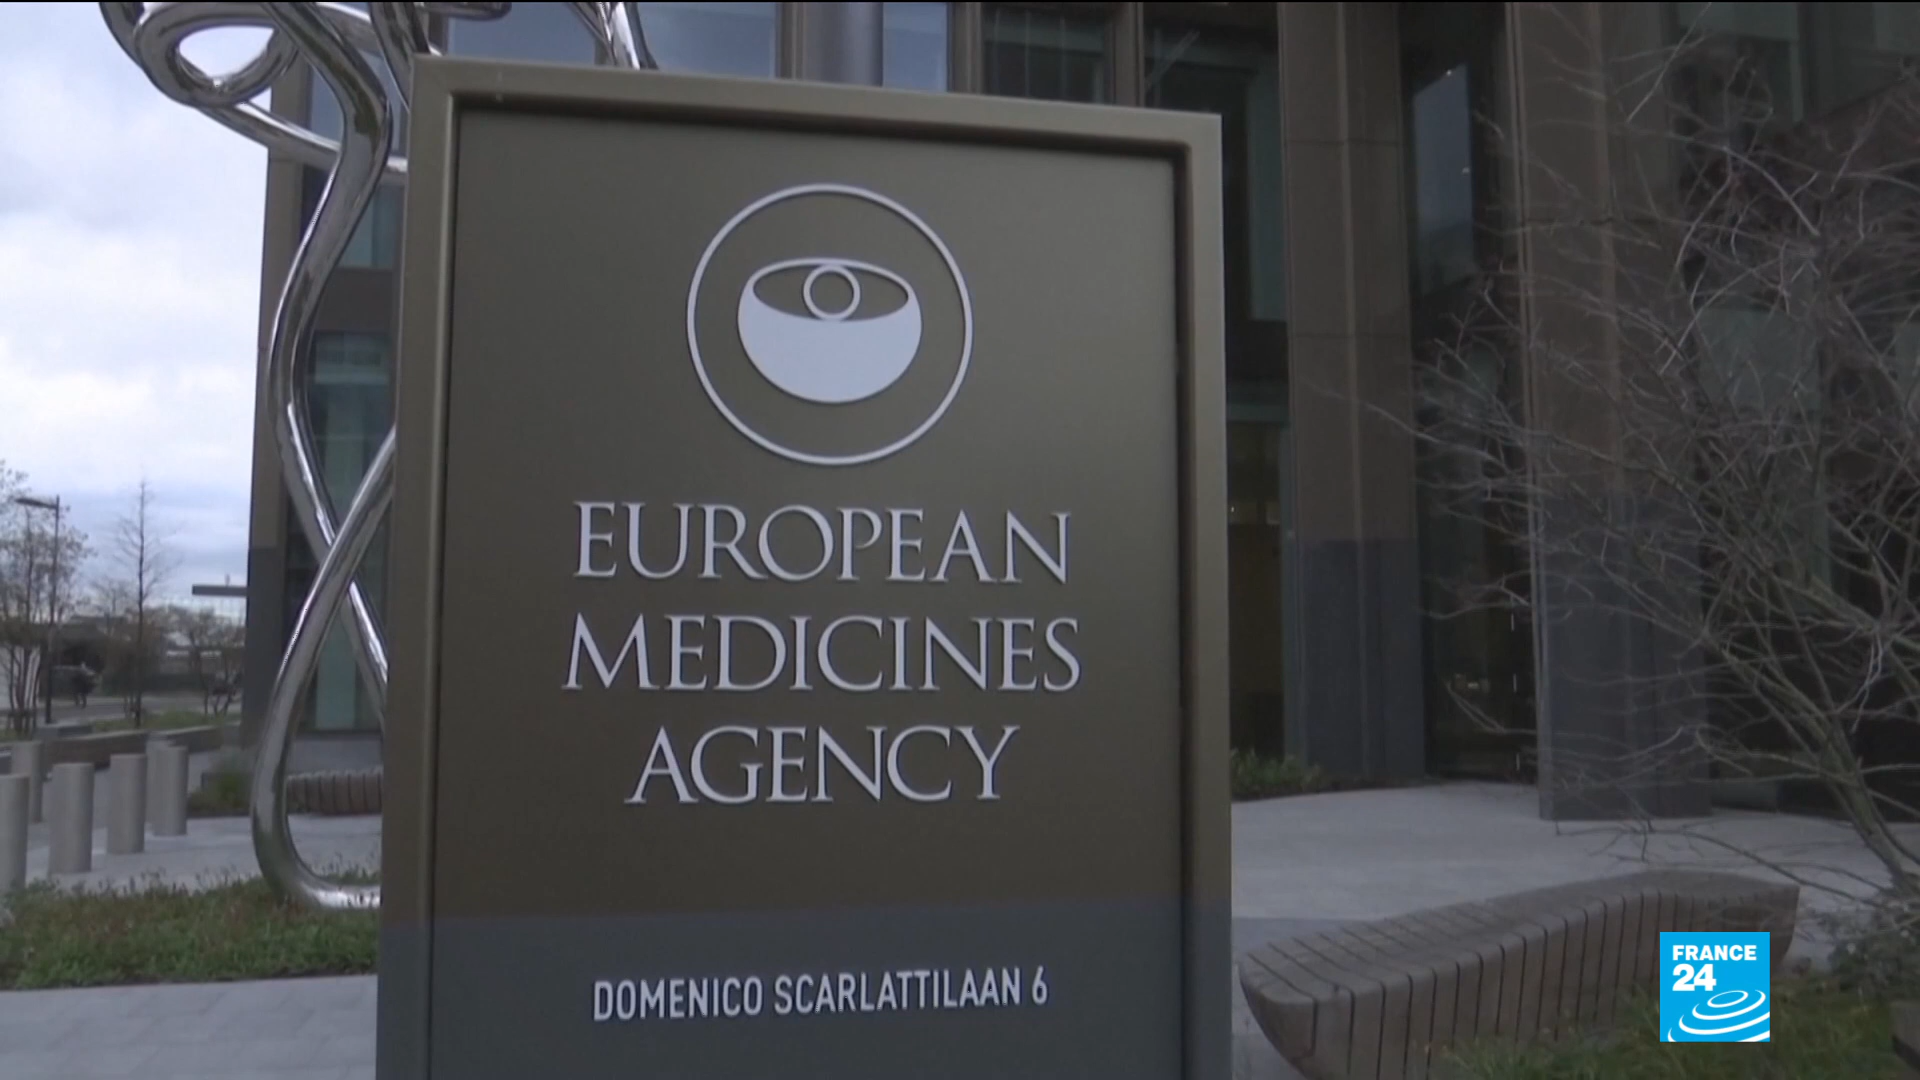 EUROPEAN
MEDICINES
AGENCY
DOMENICO SCARLATTILAAN 6
FRANCE
24